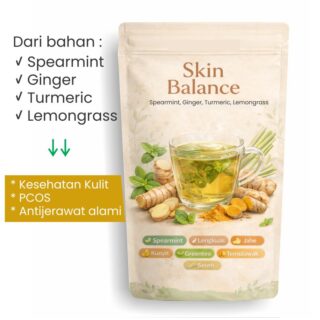 Dari bahan :
✓ Spearmint
✓ Ginger
✓ Turmeric
✓ Lemongrass
* Kesehatan Kulit
* PCOS
* Antijerawat alami
Skin
Balance
Spearmint, Ginger, Turmeric, Lemongrass
Spearmint
Lengkuas
Jahe
Kunyit
Greentea
Temulawak
Sereh